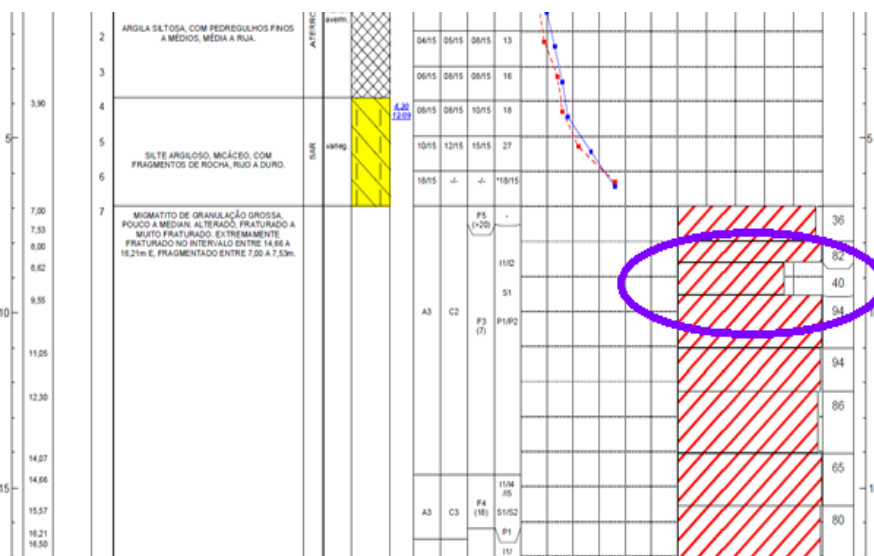 ARGILA SILTOSA, COM PEDREGULHOS FINOS
A MÉDIOS, MÉDIA A RIJA.
ATERRO
averm.
2
3
04/15 05/15 08/15 13
06/15 08/15 08/15 16
3,90
4
4,20
12/09
08/15 08/15 10/15 18
5
5
5
SILTE ARGILOSO, MICÁCEO, COM
FRAGMENTOS DE ROCHA, RIJO A DURO.
SAR
varieg.
10/15 12/15 15/15 27
6
18/15 -/- -/- *18/15
7,00
7
MIGMATITO DE GRANULAÇÃO GROSSA,
POUCO A MEDIAN. ALTERADO, FRATURADO A
MUITO FRATURADO. EXTREMAMENTE
FRATURADO NO INTERVALO ENTRE 14,66 A
16,21m E, FRAGMENTADO ENTRE 7,00 A 7,53m.
7,53
8,00
8,62
9,55
10
11,05
12,30
14,07
14,66
15
15,57
16,21
16,50
F5
(>20)
-
I1/I2
S1
A3 C2
F3
(7)
P1/P2
I1/I4
/I5
A3 C3
F4
(18)
S1/S2
P1
I1/
36
82
40
94
94
86
65
80